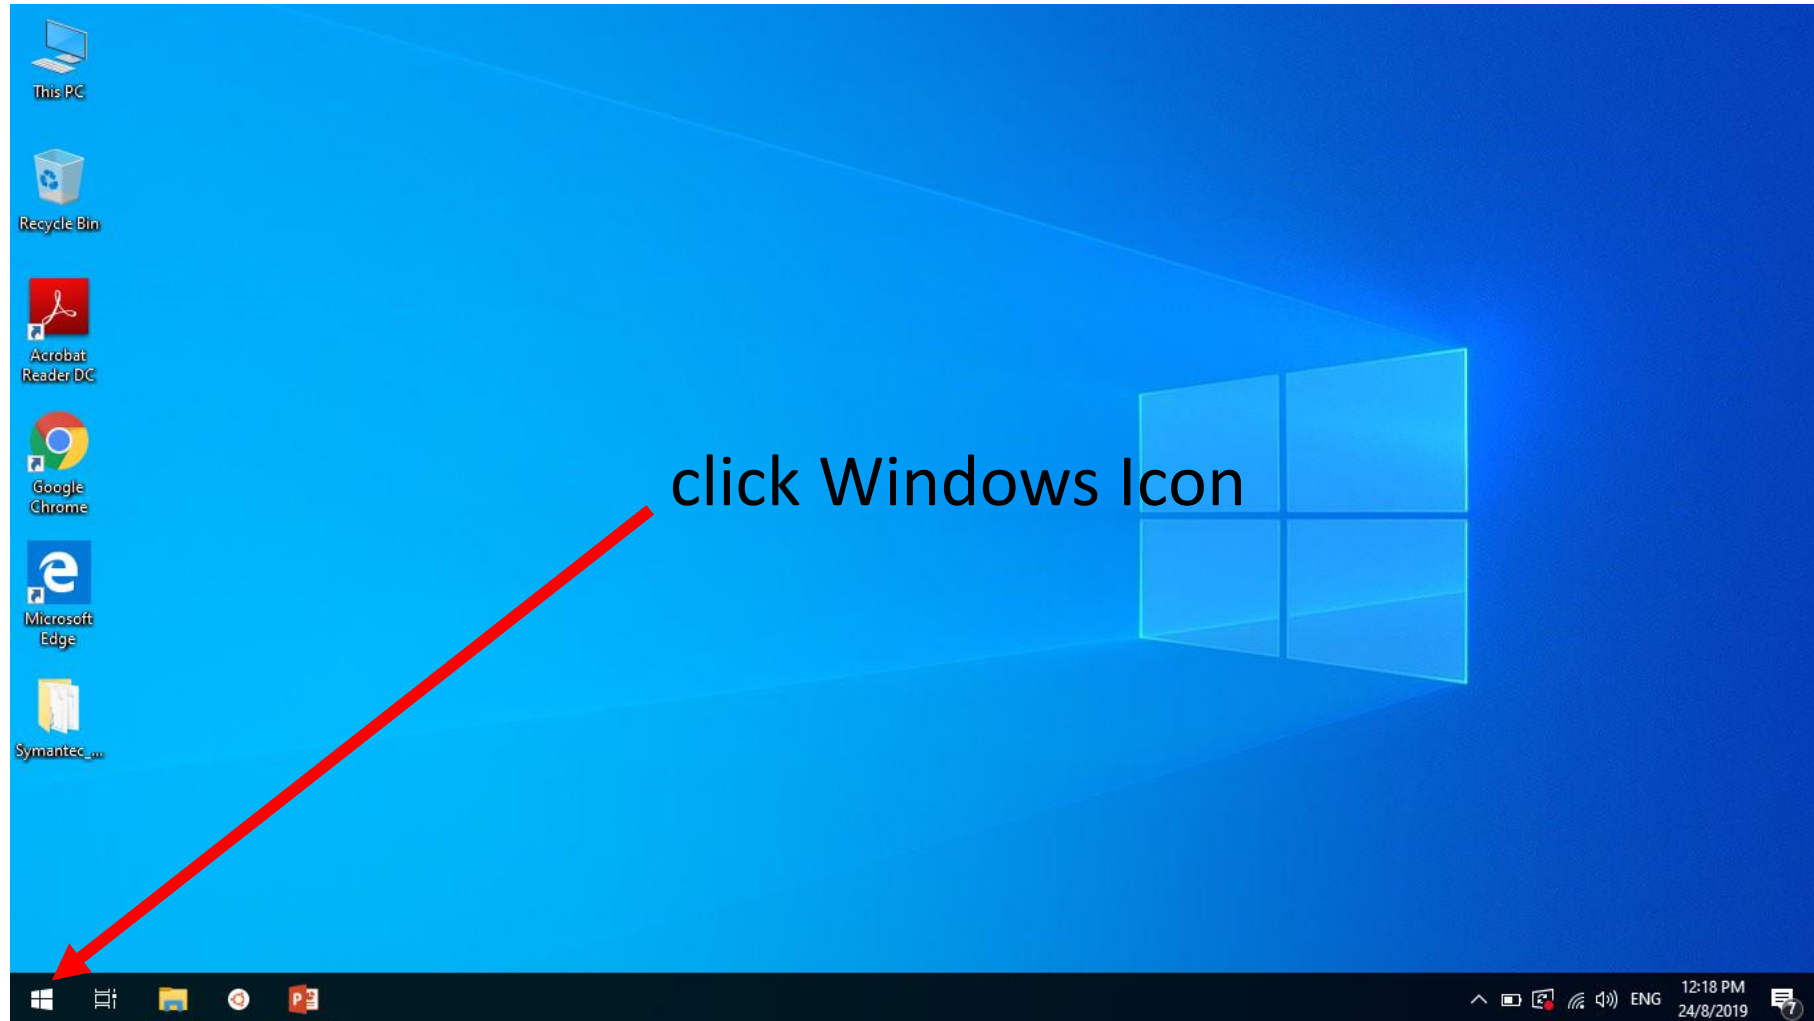 This PC
Recycle Bin
Acrobat
Reader DC
Google
Chrome
Microsoft
Edge
Symantec_...
click Windows Icon
ENG
12:18 PM
24/8/2019
7